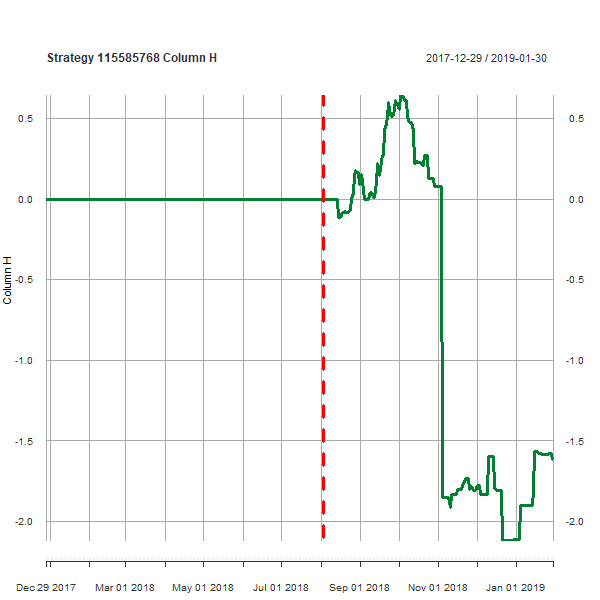 Strategy 115585768 Column H 2017-12-29 / 2019-01-30
0.5 0.5
0.0 0.0
-0.5 -0.5
-1.0 -1.0
-1.5 -1.5
-2.0 -2.0
Column H
Dec 29 2017 Mar 01 2018 May 01 2018 Jul 01 2018 Sep 01 2018 Nov 01 2018 Jan 01 2019